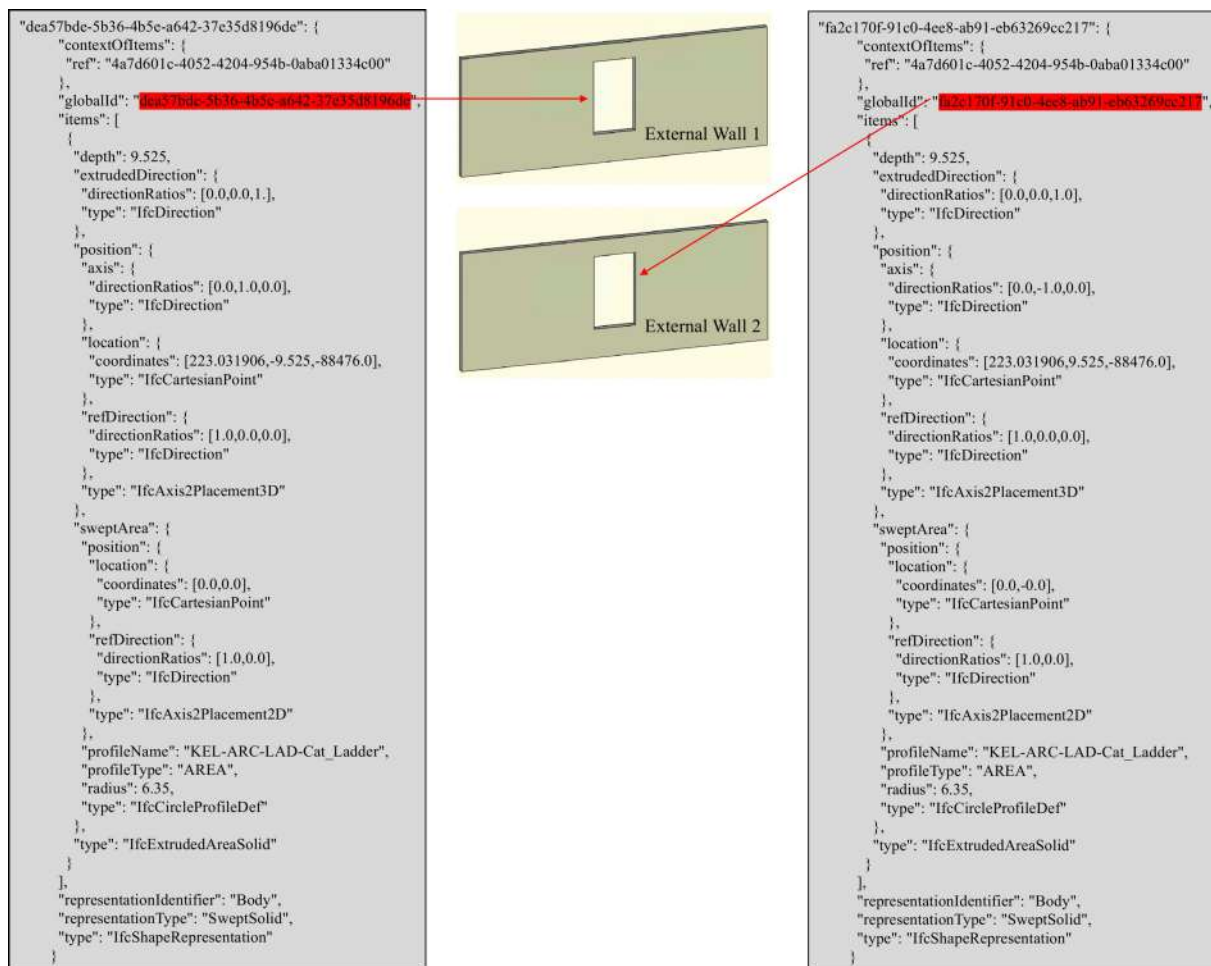 "dea57bde-5b36-4b5e-a642-37e35d8196de": {
"contextOfItems": {
"ref": "4a7d601c-4052-4204-954b-0aba01334c00"
},
"globalId": "dea57bde-5b36-4b5e-a642-37e35d8196de",
"items": [
{
"depth": 9.525,
"extrudedDirection": {
"directionRatios": [0.0,0.0,1.],
"type": "IfcDirection"
},
"position": {
"axis": {
"directionRatios": [0.0,1.0,0.0],
"type": "IfcDirection"
},
"location": {
"coordinates": [223.031906,-9.525,-88476.0],
"type": "IfcCartesianPoint"
},
"refDirection": {
"directionRatios": [1.0,0.0,0.0],
"type": "IfcDirection"
},
"type": "IfcAxis2Placement3D"
},
"sweptArea": {
"position": {
"location": {
"coordinates": [0.0,0.0],
"type": "IfcCartesianPoint"
},
"refDirection": {
"directionRatios": [1.0,0.0],
"type": "IfcDirection"
},
"type": "IfcAxis2Placement2D"
},
"profileName": "KEL-ARC-LAD-Cat_Ladder",
"profileType": "AREA",
"radius": 6.35,
"type": "IfcCircleProfileDef"
},
"type": "IfcExtrudedAreaSolid"
}
],
"representationIdentifier": "Body",
"representationType": "SweptSolid",
"type": "IfcShapeRepresentation"
}
External Wall 1
External Wall 2
"fa2c170f-91c0-4ee8-ab91-eb63269cc217": {
"contextOfItems": {
"ref": "4a7d601c-4052-4204-954b-0aba01334c00"
},
"globalId": "fa2c170f-91c0-4ee8-ab91-eb63269cc217",
"items": [
{
"depth": 9.525,
"extrudedDirection": {
"directionRatios": [0.0,0.0,1.0],
"type": "IfcDirection"
},
"position": {
"axis": {
"directionRatios": [0.0,-1.0,0.0],
"type": "IfcDirection"
},
"location": {
"coordinates": [223.031906,9.525,-88476.0],
"type": "IfcCartesianPoint"
},
"refDirection": {
"directionRatios": [1.0,0.0,0.0],
"type": "IfcDirection"
},
"type": "IfcAxis2Placement3D"
},
"sweptArea": {
"position": {
"location": {
"coordinates": [0.0,-0.0],
"type": "IfcCartesianPoint"
},
"refDirection": {
"directionRatios": [1.0,0.0],
"type": "IfcDirection"
},
"type": "IfcAxis2Placement2D"
},
"profileName": "KEL-ARC-LAD-Cat_Ladder",
"profileType": "AREA",
"radius": 6.35,
"type": "IfcCircleProfileDef"
},
"type": "IfcExtrudedAreaSolid"
}
],
"representationIdentifier": "Body",
"representationType": "SweptSolid",
"type": "IfcShapeRepresentation"
}